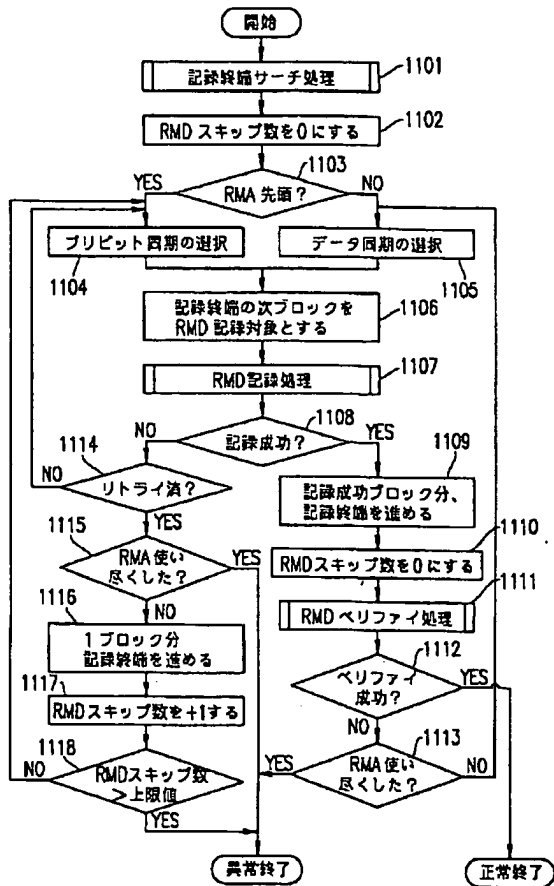 開始
記録終端サーチ処理
1101
RMDスキップ数を0にする
1102
1103
YES
RMA先頭?
NO
プリピット同期の選択
1104
データ同期の選択
1105
記録終端の次ブロックを
RMD記録対象とする
1106
RMD記録処理
1107
1108
NO
記録成功?
YES
1114
NO
リトライ済?
YES
1109
記録成功ブロック分、
記録終端を進める
1115
RMA使い
尽くした?
YES
NO
1110
RMDスキップ数を0にする
1111
RMDベリファイ処理
1116
1ブロック分
記録終端を進める
1112
ベリファイ
成功?
YES
NO
1117
RMDスキップ数を+1する
1113
YES
RMA使い
尽くした?
NO
1118
NO
RMDスキップ数
>上限値
YES
異常終了
正常終了